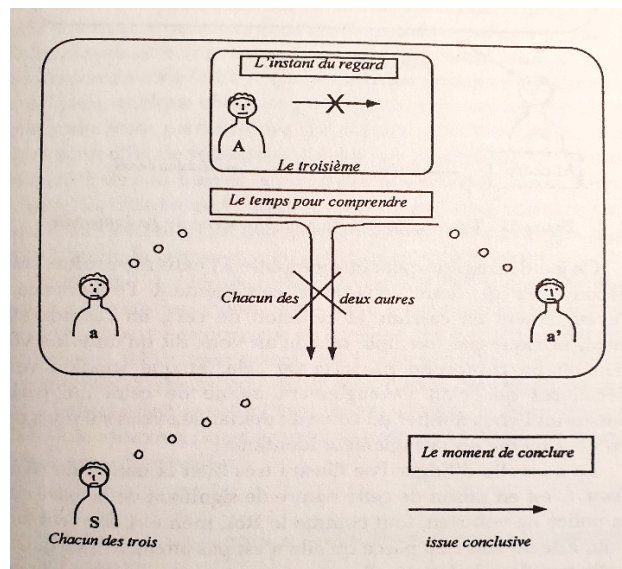 L'instant du regard
A
Le troisième
Le temps pour comprendre
Chacun des deux autres
a
a'
S
Chacun des trois
Le moment de conclure
issue conclusive